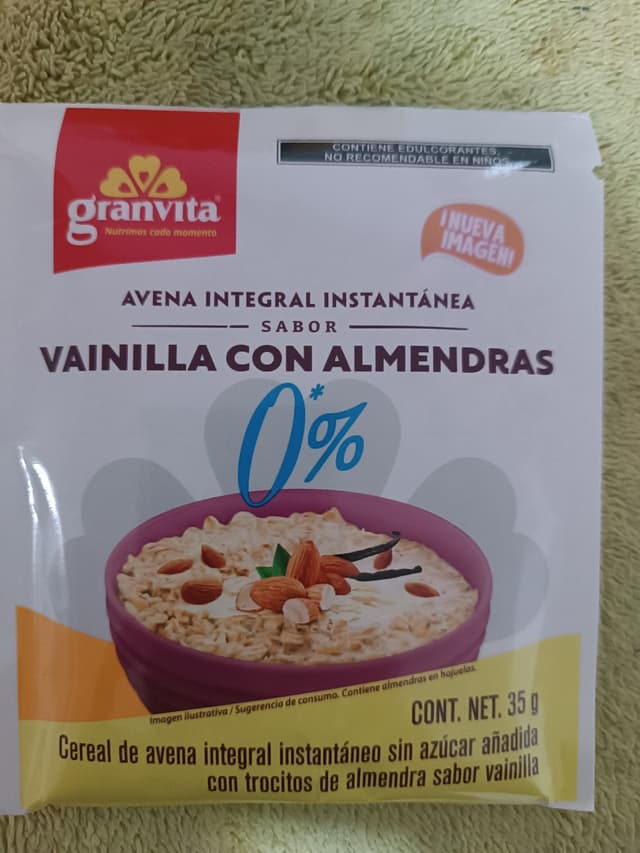 CONTIENE EDULCORANTES,
NO RECOMENDABLE EN NIÑOS
granvita®
Nutrimos cada momento
¡NUEVA
IMAGEN!
AVENA INTEGRAL INSTANTÁNEA
SABOR
VAINILLA CON ALMENDRAS
0*%
Imagen ilustrativa / Sugerencia de consumo. Contiene almendras en hojuelas.
CONT. NET. 35 g
Cereal de avena integral instantáneo sin azúcar añadida
con trocitos de almendra sabor vainilla